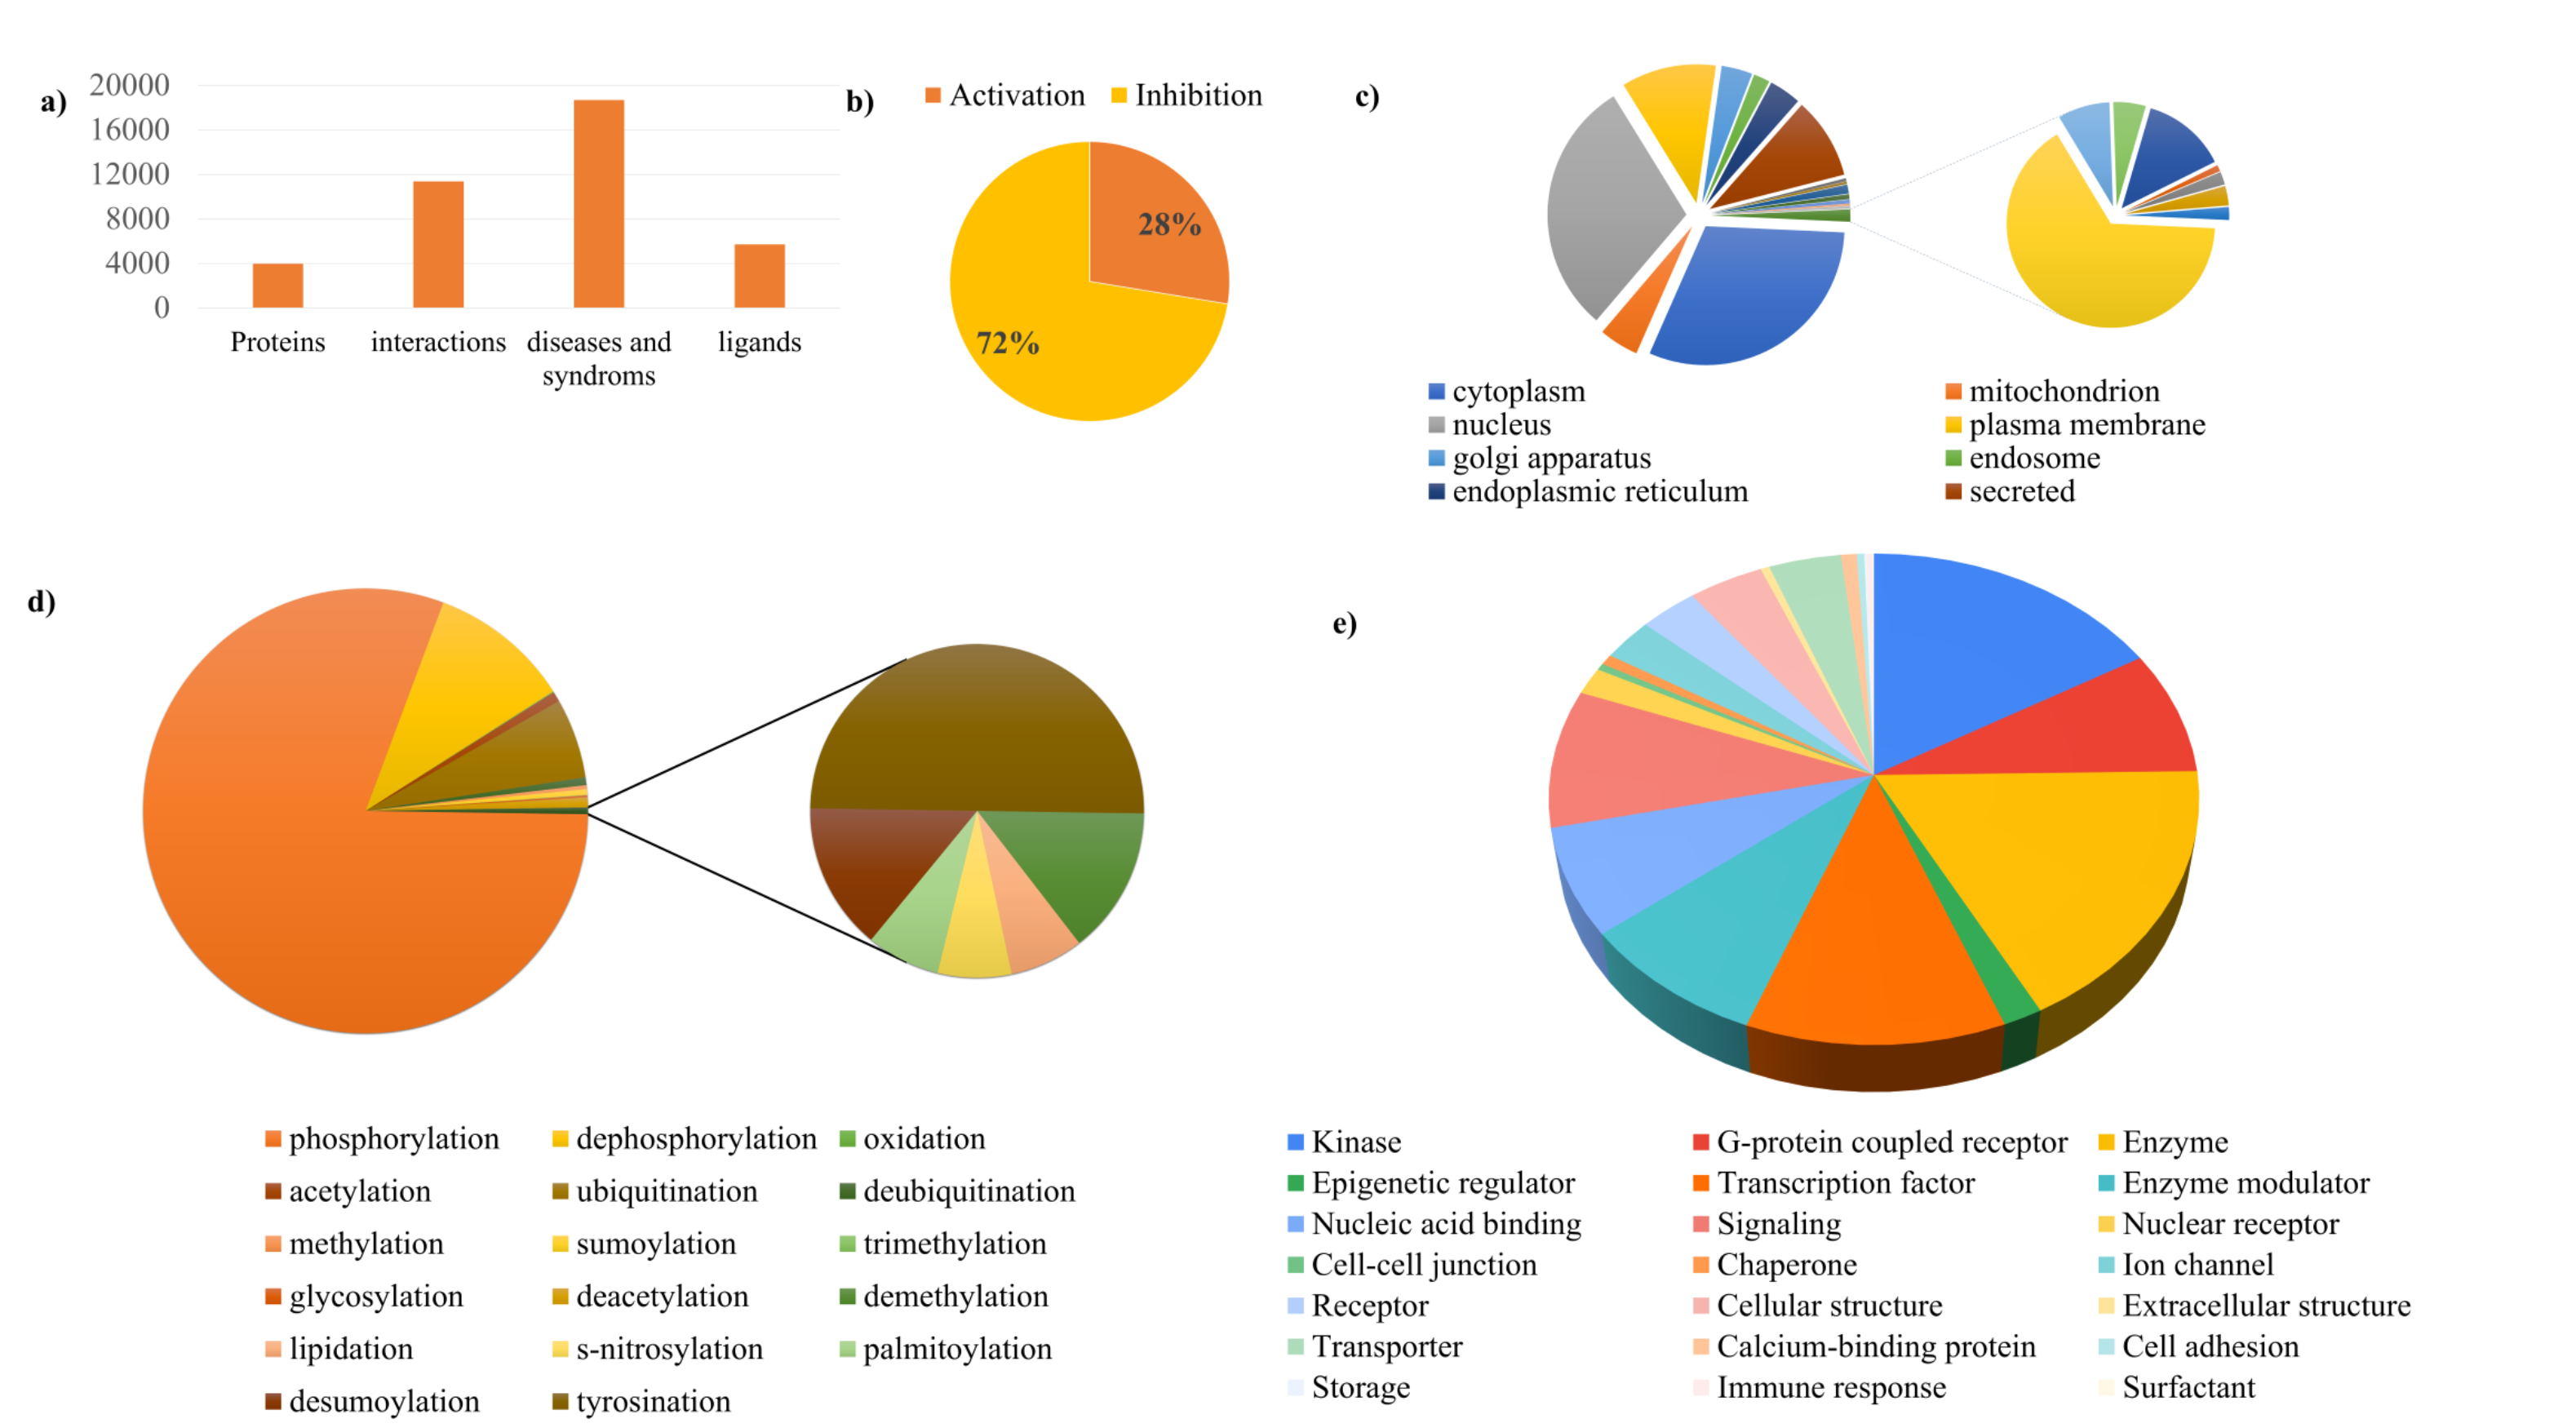 a)
20000
16000
12000
8000
4000
0
Proteins
interactions
diseases and
syndroms
ligands
b)
Activation
Inhibition
28%
72%
c)
cytoplasm
mitochondrion
nucleus
plasma membrane
golgi apparatus
endosome
endoplasmic reticulum
secreted
d)
phosphorylation
dephosphorylation
oxidation
acetylation
ubiquitination
deubiquitination
methylation
sumoylation
trimethylation
glycosylation
deacetylation
demethylation
lipidation
s-nitrosylation
palmitoylation
desumoylation
tyrosination
e)
Kinase
G-protein coupled receptor
Enzyme
Epigenetic regulator
Transcription factor
Enzyme modulator
Nucleic acid binding
Signaling
Nuclear receptor
Cell-cell junction
Chaperone
Ion channel
Receptor
Cellular structure
Extracellular structure
Transporter
Calcium-binding protein
Cell adhesion
Storage
Immune response
Surfactant